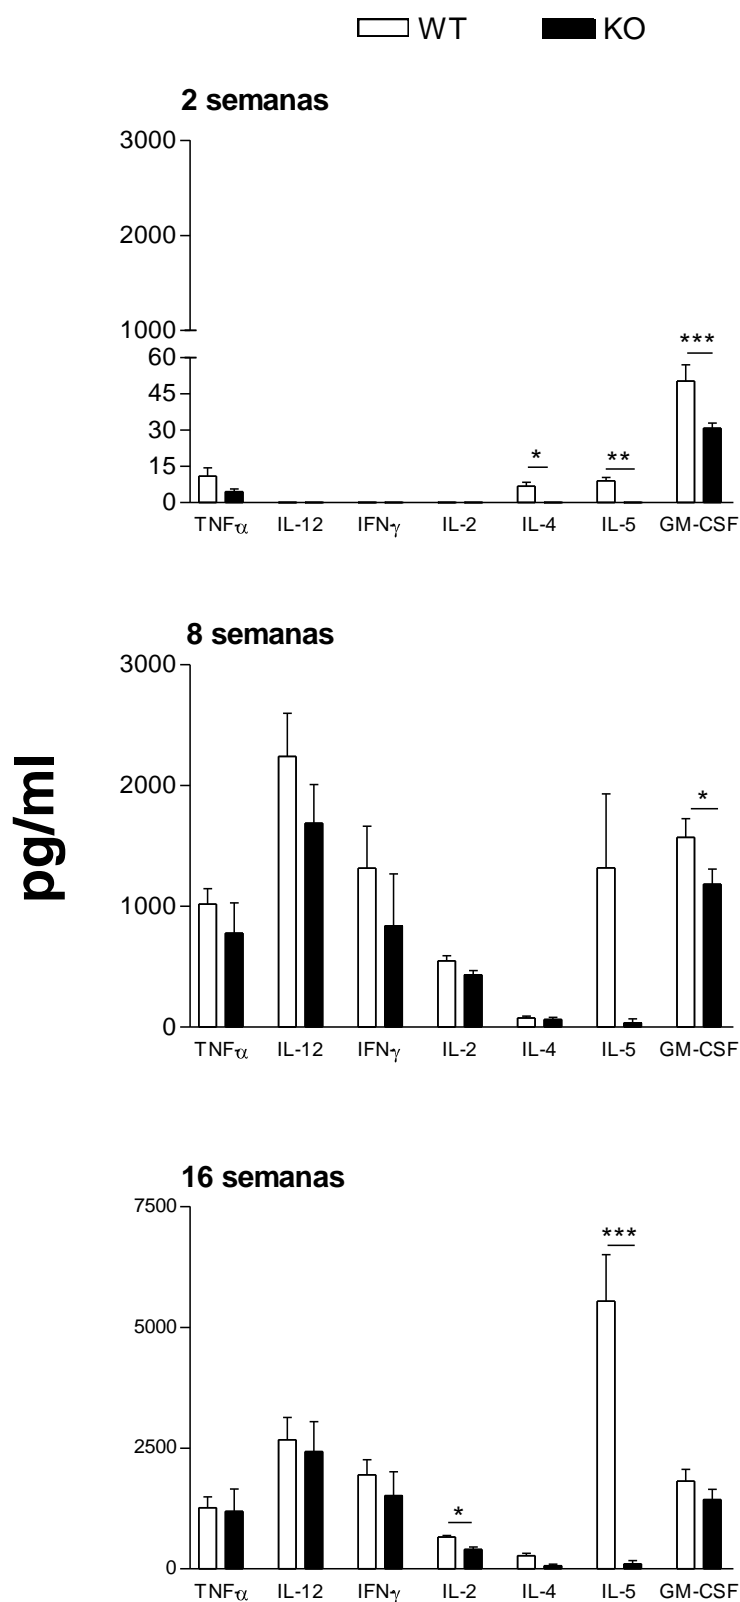 WT KO
2 semanas
3000
2000
1000
60
45
30
15
0
***
*
**
TNFα IL-12 IFNγ IL-2 IL-4 IL-5 GM-CSF
8 semanas
3000
2000
1000
0
*
TNFα IL-12 IFNγ IL-2 IL-4 IL-5 GM-CSF
pg/ml
16 semanas
7500
5000
2500
0
***
*
TNFα IL-12 IFNγ IL-2 IL-4 IL-5 GM-CSF